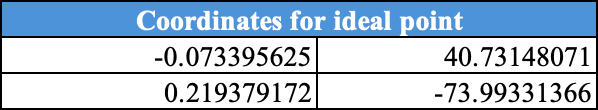 Coordinates for ideal point
-0.073395625 40.73148071
0.219379172 -73.99331366